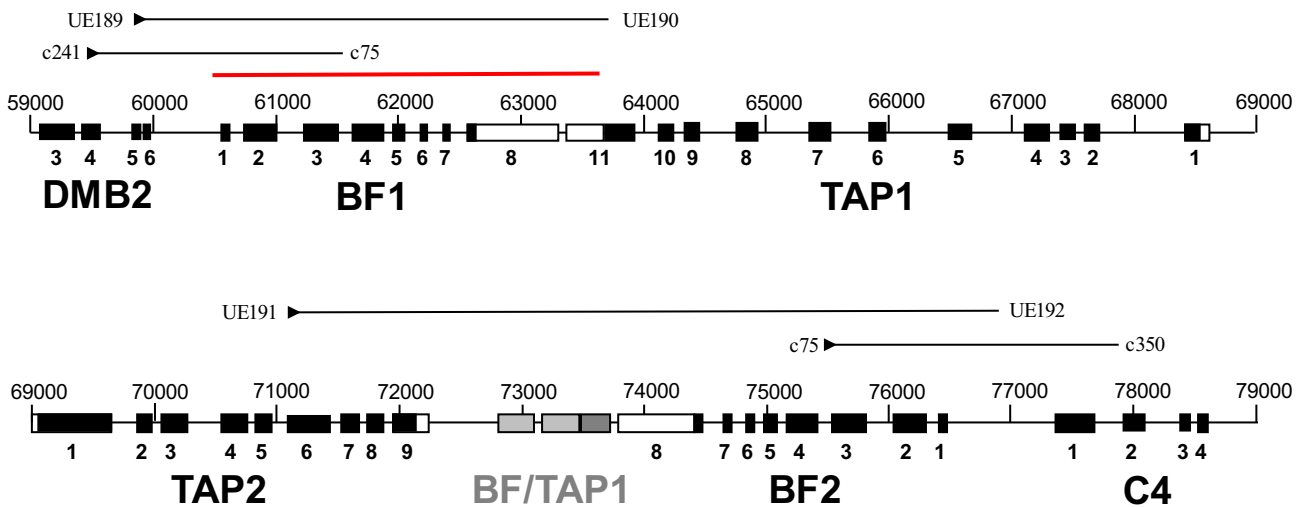 UE189 UE190
c241 c75
59000 60000 61000 62000 63000 64000 65000 66000 67000 68000 69000
3 4 5 6 1 2 3 4 5 6 7 8 11 10 9 8 7 6 5 4 3 2 1
DMB2 BF1 TAP1
UE191 UE192
c75 c350
69000 70000 71000 72000 73000 74000 75000 76000 77000 78000 79000
1 2 3 4 5 6 7 8 9 8 7 6 5 4 3 2 1 1 2 3 4
TAP2 BF/TAP1 BF2 C4